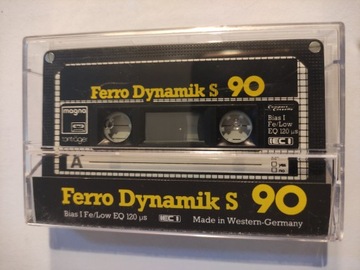 Ferro Dynamik S 90
magna
Bias I
Fe/Low
EQ 120 µs
IEC I
A
Ferro Dynamik S 90
Bias I Fe/Low EQ 120 µs IEC I Made in Western-Germany